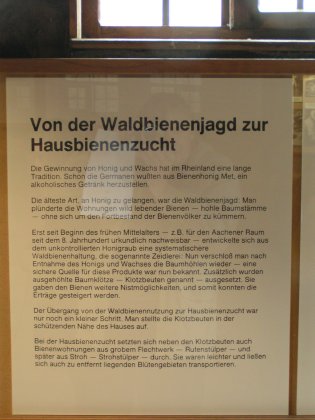 Von der Waldbienenjagd zur
Hausbienenzucht
Die Gewinnung von Honig und Wachs hat im Rheinland eine lange
Tradition. Schon die Germanen wußten aus Bienenhonig Met, ein
alkoholisches Getränk herzustellen.
Die älteste Art, an Honig zu gelangen, war die Waldbienenjagd: Man
plünderte die Wohnungen wild lebender Bienen — hohle Baumstämme
— ohne sich um den Fortbestand der Bienenvölker zu kümmern.
Erst seit Beginn des frühen Mittelalters — z.B. für den Aachener Raum
seit dem 8. Jahrhundert urkundlich nachweisbar — entwickelte sich aus
dem unkontrollierten Honigraub eine systematischere
Waldbienenhaltung, die sogenannte Zeidlerei: Nun verschloß man nach
Entnahme des Honigs und Wachses die Baumhöhlen wieder — eine
sichere Quelle für diese Produkte war nun bekannt. Zusätzlich wurden
ausgehöhlte Baumklötze — Klotzbeuten genannt — ausgesetzt. Sie
gaben den Bienen weitere Nistmöglichkeiten, und somit konnten die
Erträge gesteigert werden.
Der Übergang von der Waldbienennutzung zur Hausbienenzucht war
nur noch ein kleiner Schritt. Man stellte die Klotzbeuten in der
schützenden Nähe des Hauses auf.
Bei der Hausbienenzucht setzten sich neben den Klotzbeuten auch
Bienenwohnungen aus grobem Flechtwerk — Rutenstülper — und
später aus Stroh — Strohstülper — durch. Sie waren leichter und ließen
sich auch zu entfernt liegenden Blütengebieten transportieren.